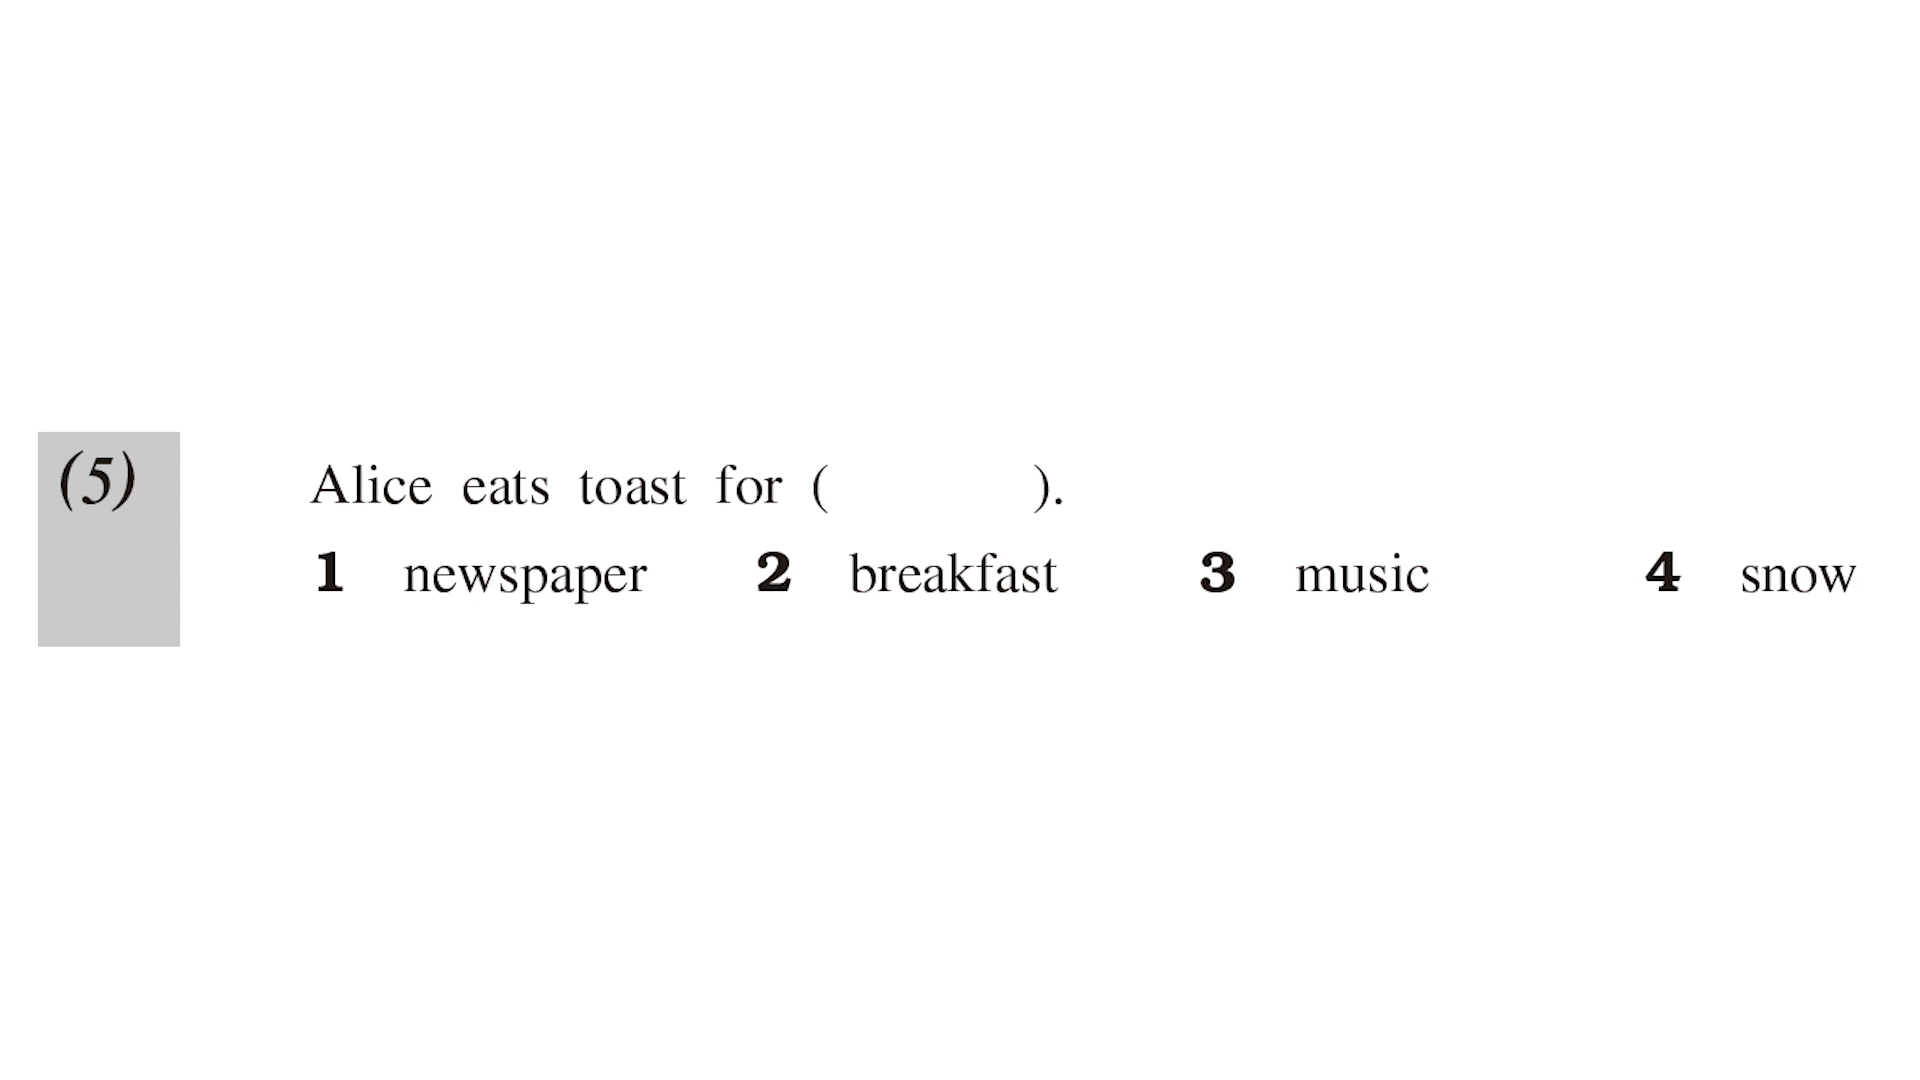 (5) Alice eats toast for ( ).
1 newspaper 2 breakfast 3 music 4 snow